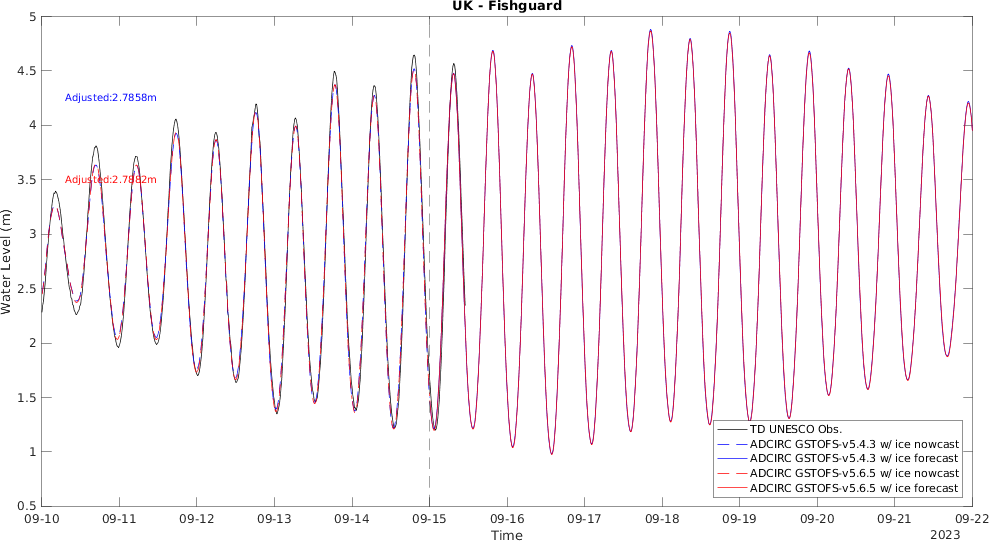 UK - Fishguard
5
4.5
4
3.5
3
2.5
2
1.5
1
0.5
Water Level (m)
Adjusted:2.7858m
Adjusted:2.7882m
TD UNESCO Obs.
ADCIRC GSTOFS-v5.4.3 w/ ice nowcast
ADCIRC GSTOFS-v5.4.3 w/ ice forecast
ADCIRC GSTOFS-v5.6.5 w/ ice nowcast
ADCIRC GSTOFS-v5.6.5 w/ ice forecast
09-10 09-11 09-12 09-13 09-14 09-15 09-16 09-17 09-18 09-19 09-20 09-21 09-22
Time
2023